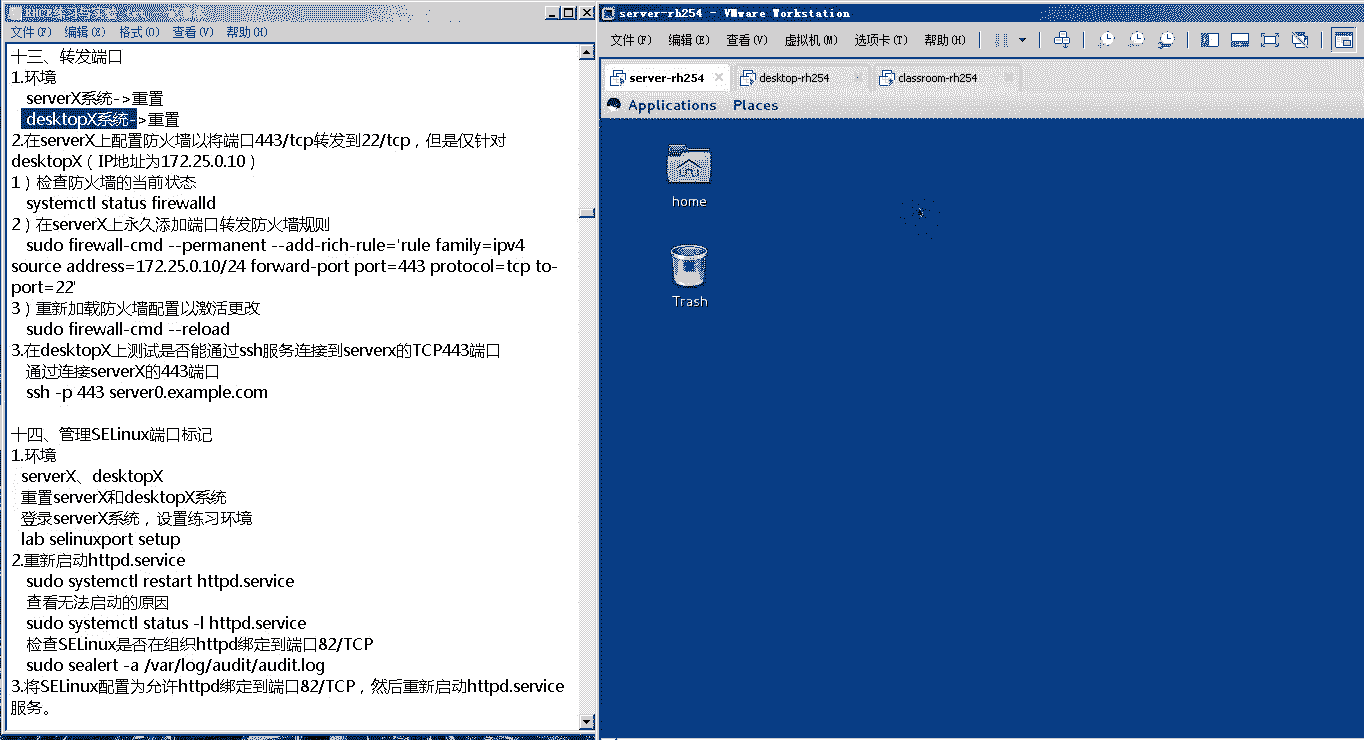 文件(F) 编辑(E) 格式(O) 查看(V) 帮助(H)
十三、转发端口
1.环境
serverX系统->重置
desktopX系统->重置
2.在serverX上配置防火墙以将端口443/tcp转发到22/tcp，但是仅针对
desktopX（IP地址为172.25.0.10）
1）检查防火墙的当前状态
systemctl status firewalld
2）在serverX上永久添加端口转发防火墙规则
sudo firewall-cmd --permanent --add-rich-rule='rule family=ipv4
source address=172.25.0.10/24 forward-port port=443 protocol=tcp to-
port=22'
3）重新加载防火墙配置以激活更改
sudo firewall-cmd --reload
3.在desktopX上测试是否能通过ssh服务连接到serverx的TCP443端口
通过连接serverX的443端口
ssh -p 443 server0.example.com
十四、管理SELinux端口标记
1.环境
serverX、desktopX
重置serverX和desktopX系统
登录serverX系统，设置练习环境
lab selinuxport setup
2.重新启动httpd.service
sudo systemctl restart httpd.service
查看无法启动的原因
sudo systemctl status -l httpd.service
检查SELinux是否在组织httpd绑定到端口82/TCP
sudo sealert -a /var/log/audit/audit.log
3.将SELinux配置为允许httpd绑定到端口82/TCP，然后重新启动httpd.service
服务。
server-rh254 - VMware Workstation
文件(F) 编辑(E) 查看(V) 虚拟机(M) 选项卡(T) 帮助(H)
server-rh254 desktop-rh254 classroom-rh254
Applications Places
home
Trash